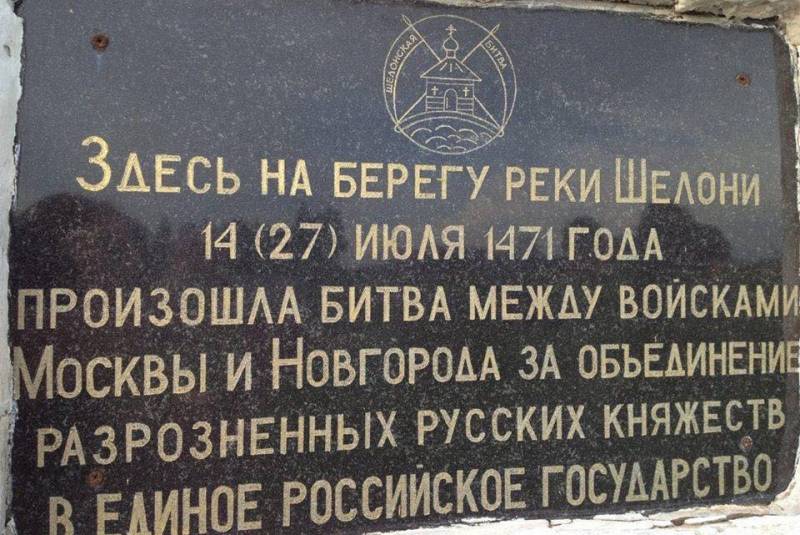 ШЕЛОНСКАЯ БИТВА
ЗДЕСЬ НА БЕРЕГУ РЕКИ ШЕЛОНИ
14 (27) ИЮЛЯ 1471 ГОДА
ПРОИЗОШЛА БИТВА МЕЖДУ ВОЙСКАМИ
МОСКВЫ И НОВГОРОДА ЗА ОБЪЕДИНЕНИЕ
РАЗРОЗНЕННЫХ РУССКИХ КНЯЖЕСТВ
В ЕДИНОЕ РОССИЙСКОЕ ГОСУДАРСТВО